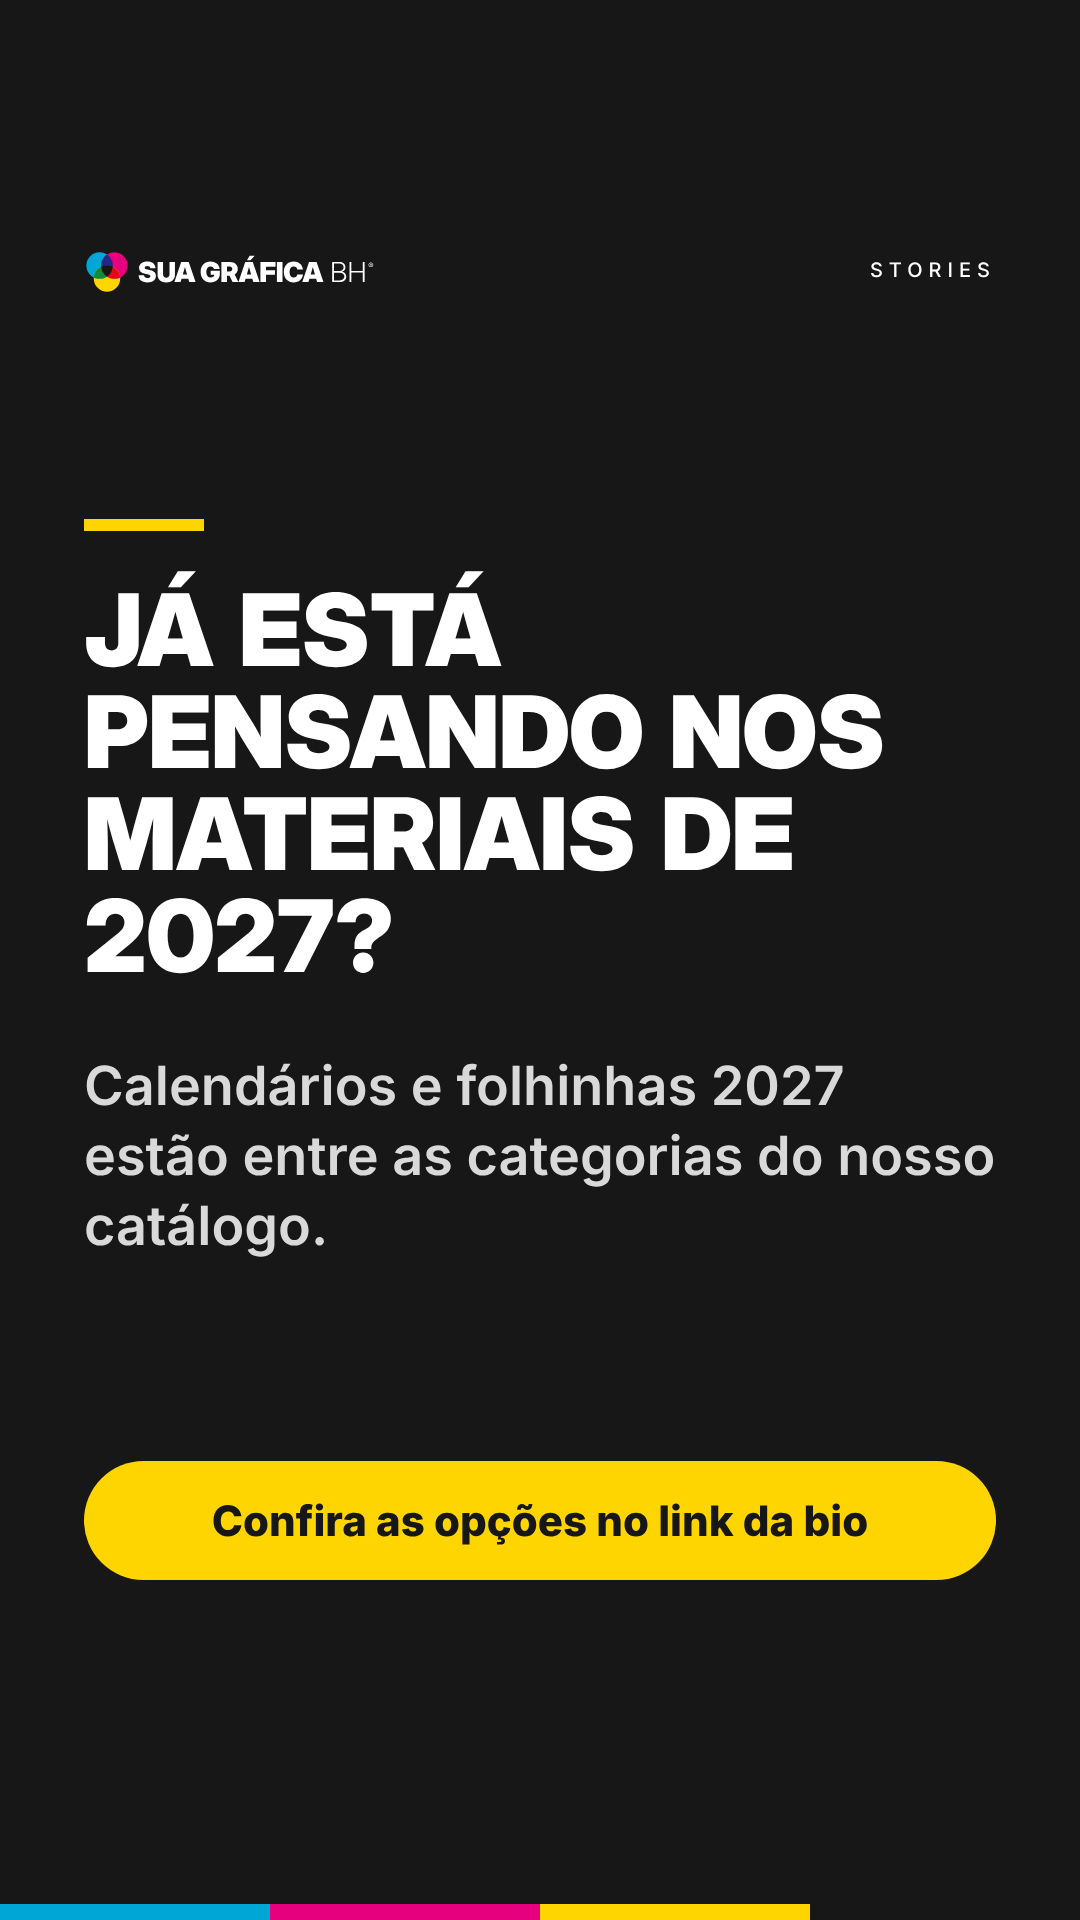 SUA GRÁFICA BH®
STORIES
JÁ ESTÁ
PENSANDO NOS
MATERIAIS DE
2027?
Calendários e folhinhas 2027
estão entre as categorias do nosso
catálogo.
Confira as opções no link da bio